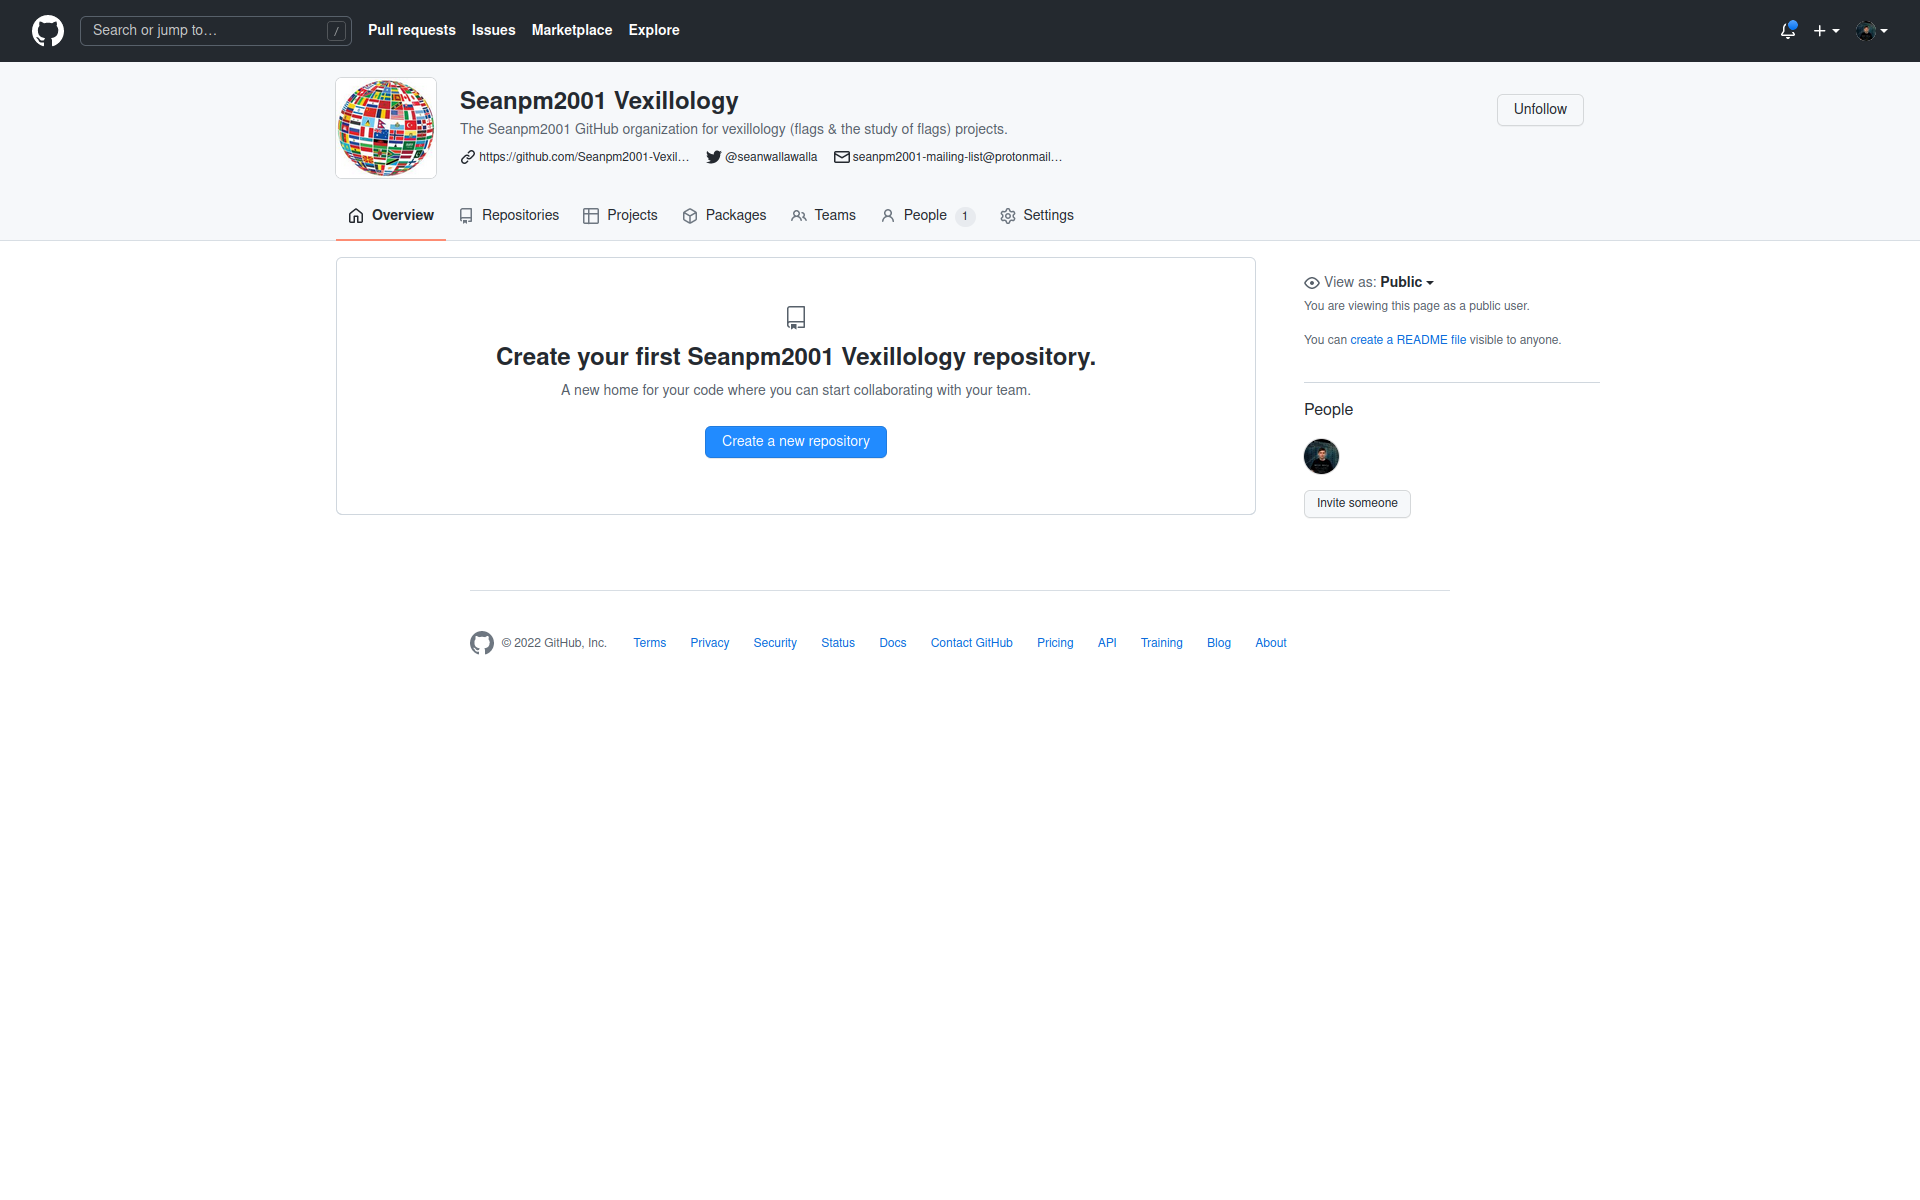 Search or jump to… /
Pull requests Issues Marketplace Explore
Seanpm2001 Vexillology
The Seanpm2001 GitHub organization for vexillology (flags & the study of flags) projects.
https://github.com/Seanpm2001-Vexil… @seanwallawalla seanpm2001-mailing-list@protonmail…
Unfollow
Overview Repositories Projects Packages Teams People 1 Settings
Create your first Seanpm2001 Vexillology repository.
A new home for your code where you can start collaborating with your team.
Create a new repository
View as: Public
You are viewing this page as a public user.
You can create a README file visible to anyone.
People
Invite someone
© 2022 GitHub, Inc. Terms Privacy Security Status Docs Contact GitHub Pricing API Training Blog About